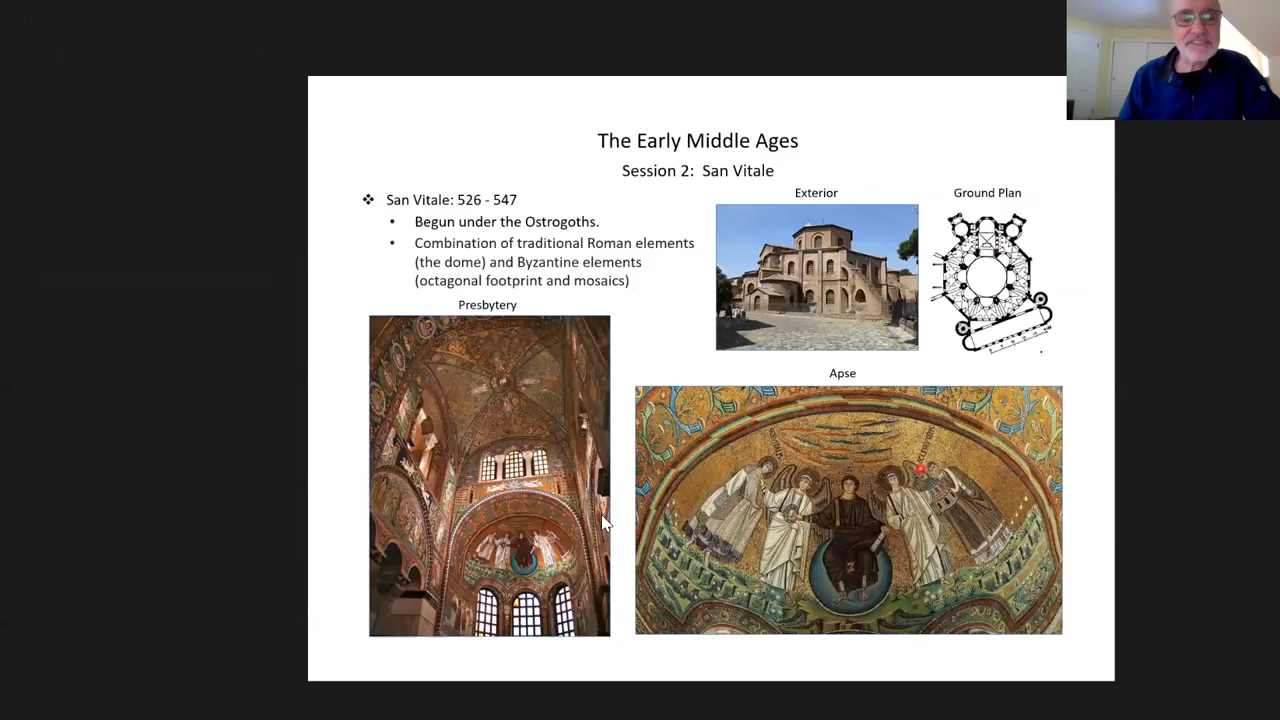 The Early Middle Ages
Session 2: San Vitale
❖ San Vitale: 526 - 547
• Begun under the Ostrogoths.
• Combination of traditional Roman elements
(the dome) and Byzantine elements
(octagonal footprint and mosaics)
Exterior
Ground Plan
Presbytery
Apse